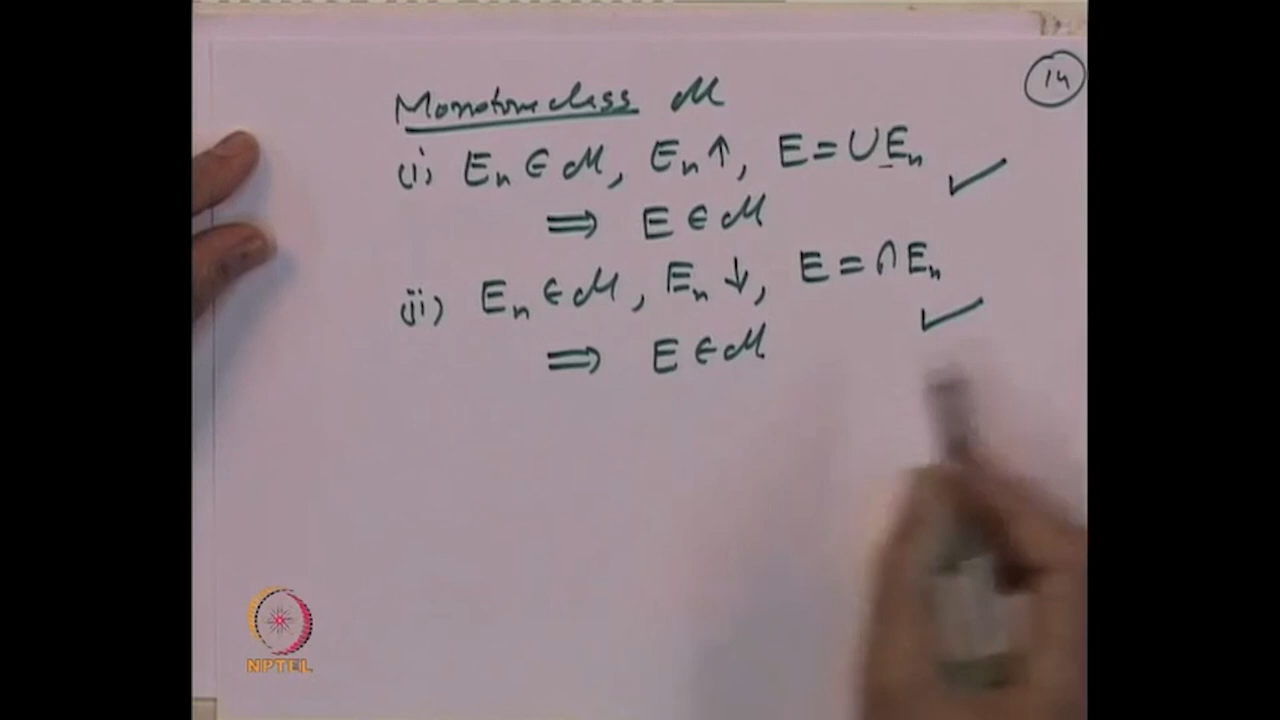 14
Monotone class ℳ
(i) Eₙ ∈ ℳ, Eₙ ↑, E = ∪ Eₙ ✓
⟹ E ∈ ℳ
(ii) Eₙ ∈ ℳ, Eₙ ↓, E = ∩ Eₙ ✓
⟹ E ∈ ℳ
NPTEL